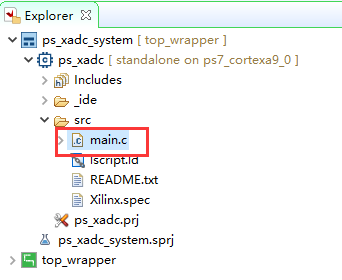 Explorer
ps_xadc_system [ top_wrapper ]
ps_xadc [ standalone on ps7_cortexa9_0 ]
Includes
_ide
src
main.c
lscript.ld
README.txt
Xilinx.spec
ps_xadc.prj
ps_xadc_system.sprj
top_wrapper